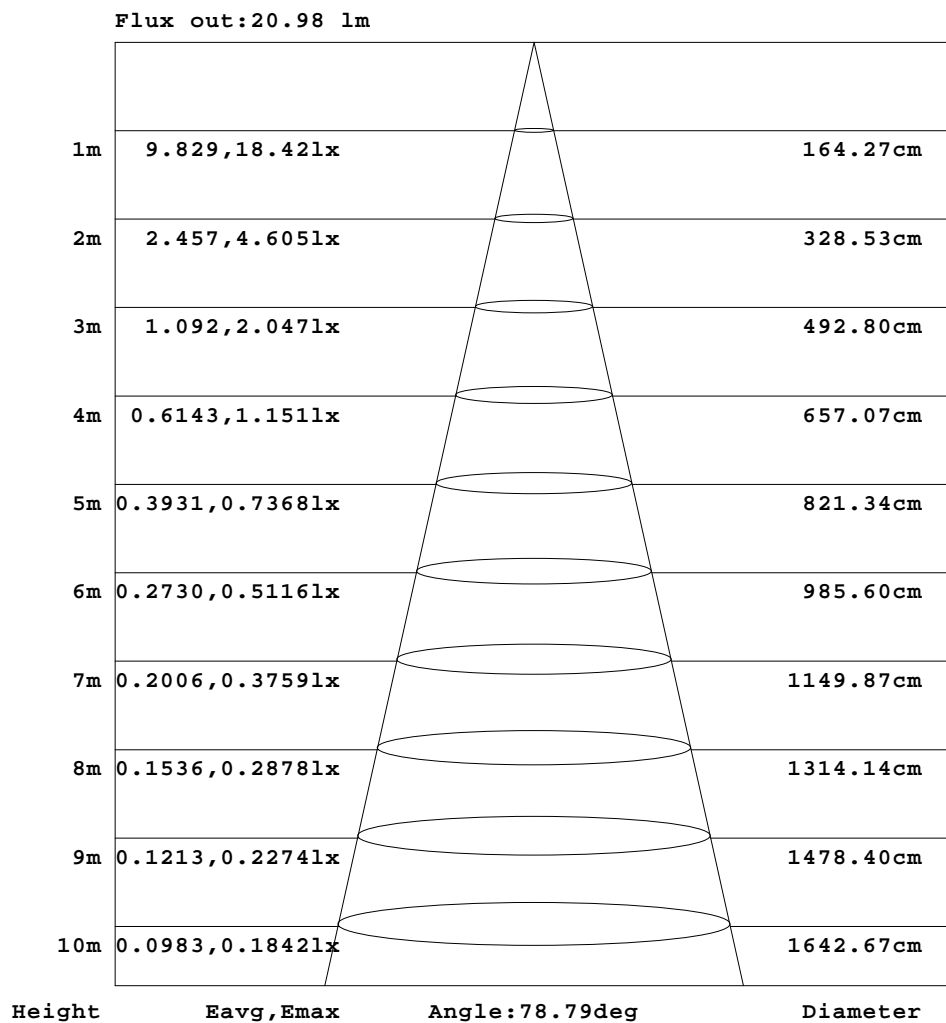 Flux out:20.98 lm
1m 9.829,18.42lx 164.27cm
2m 2.457,4.605lx 328.53cm
3m 1.092,2.047lx 492.80cm
4m 0.6143,1.151lx 657.07cm
5m 0.3931,0.7368lx 821.34cm
6m 0.2730,0.5116lx 985.60cm
7m 0.2006,0.3759lx 1149.87cm
8m 0.1536,0.2878lx 1314.14cm
9m 0.1213,0.2274lx 1478.40cm
10m 0.0983,0.1842lx 1642.67cm
Height Eavg,Emax Angle:78.79deg Diameter